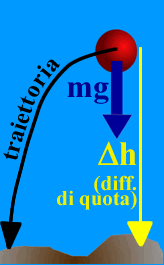 traiettoria
mg
Δh
(diff.
di quota)